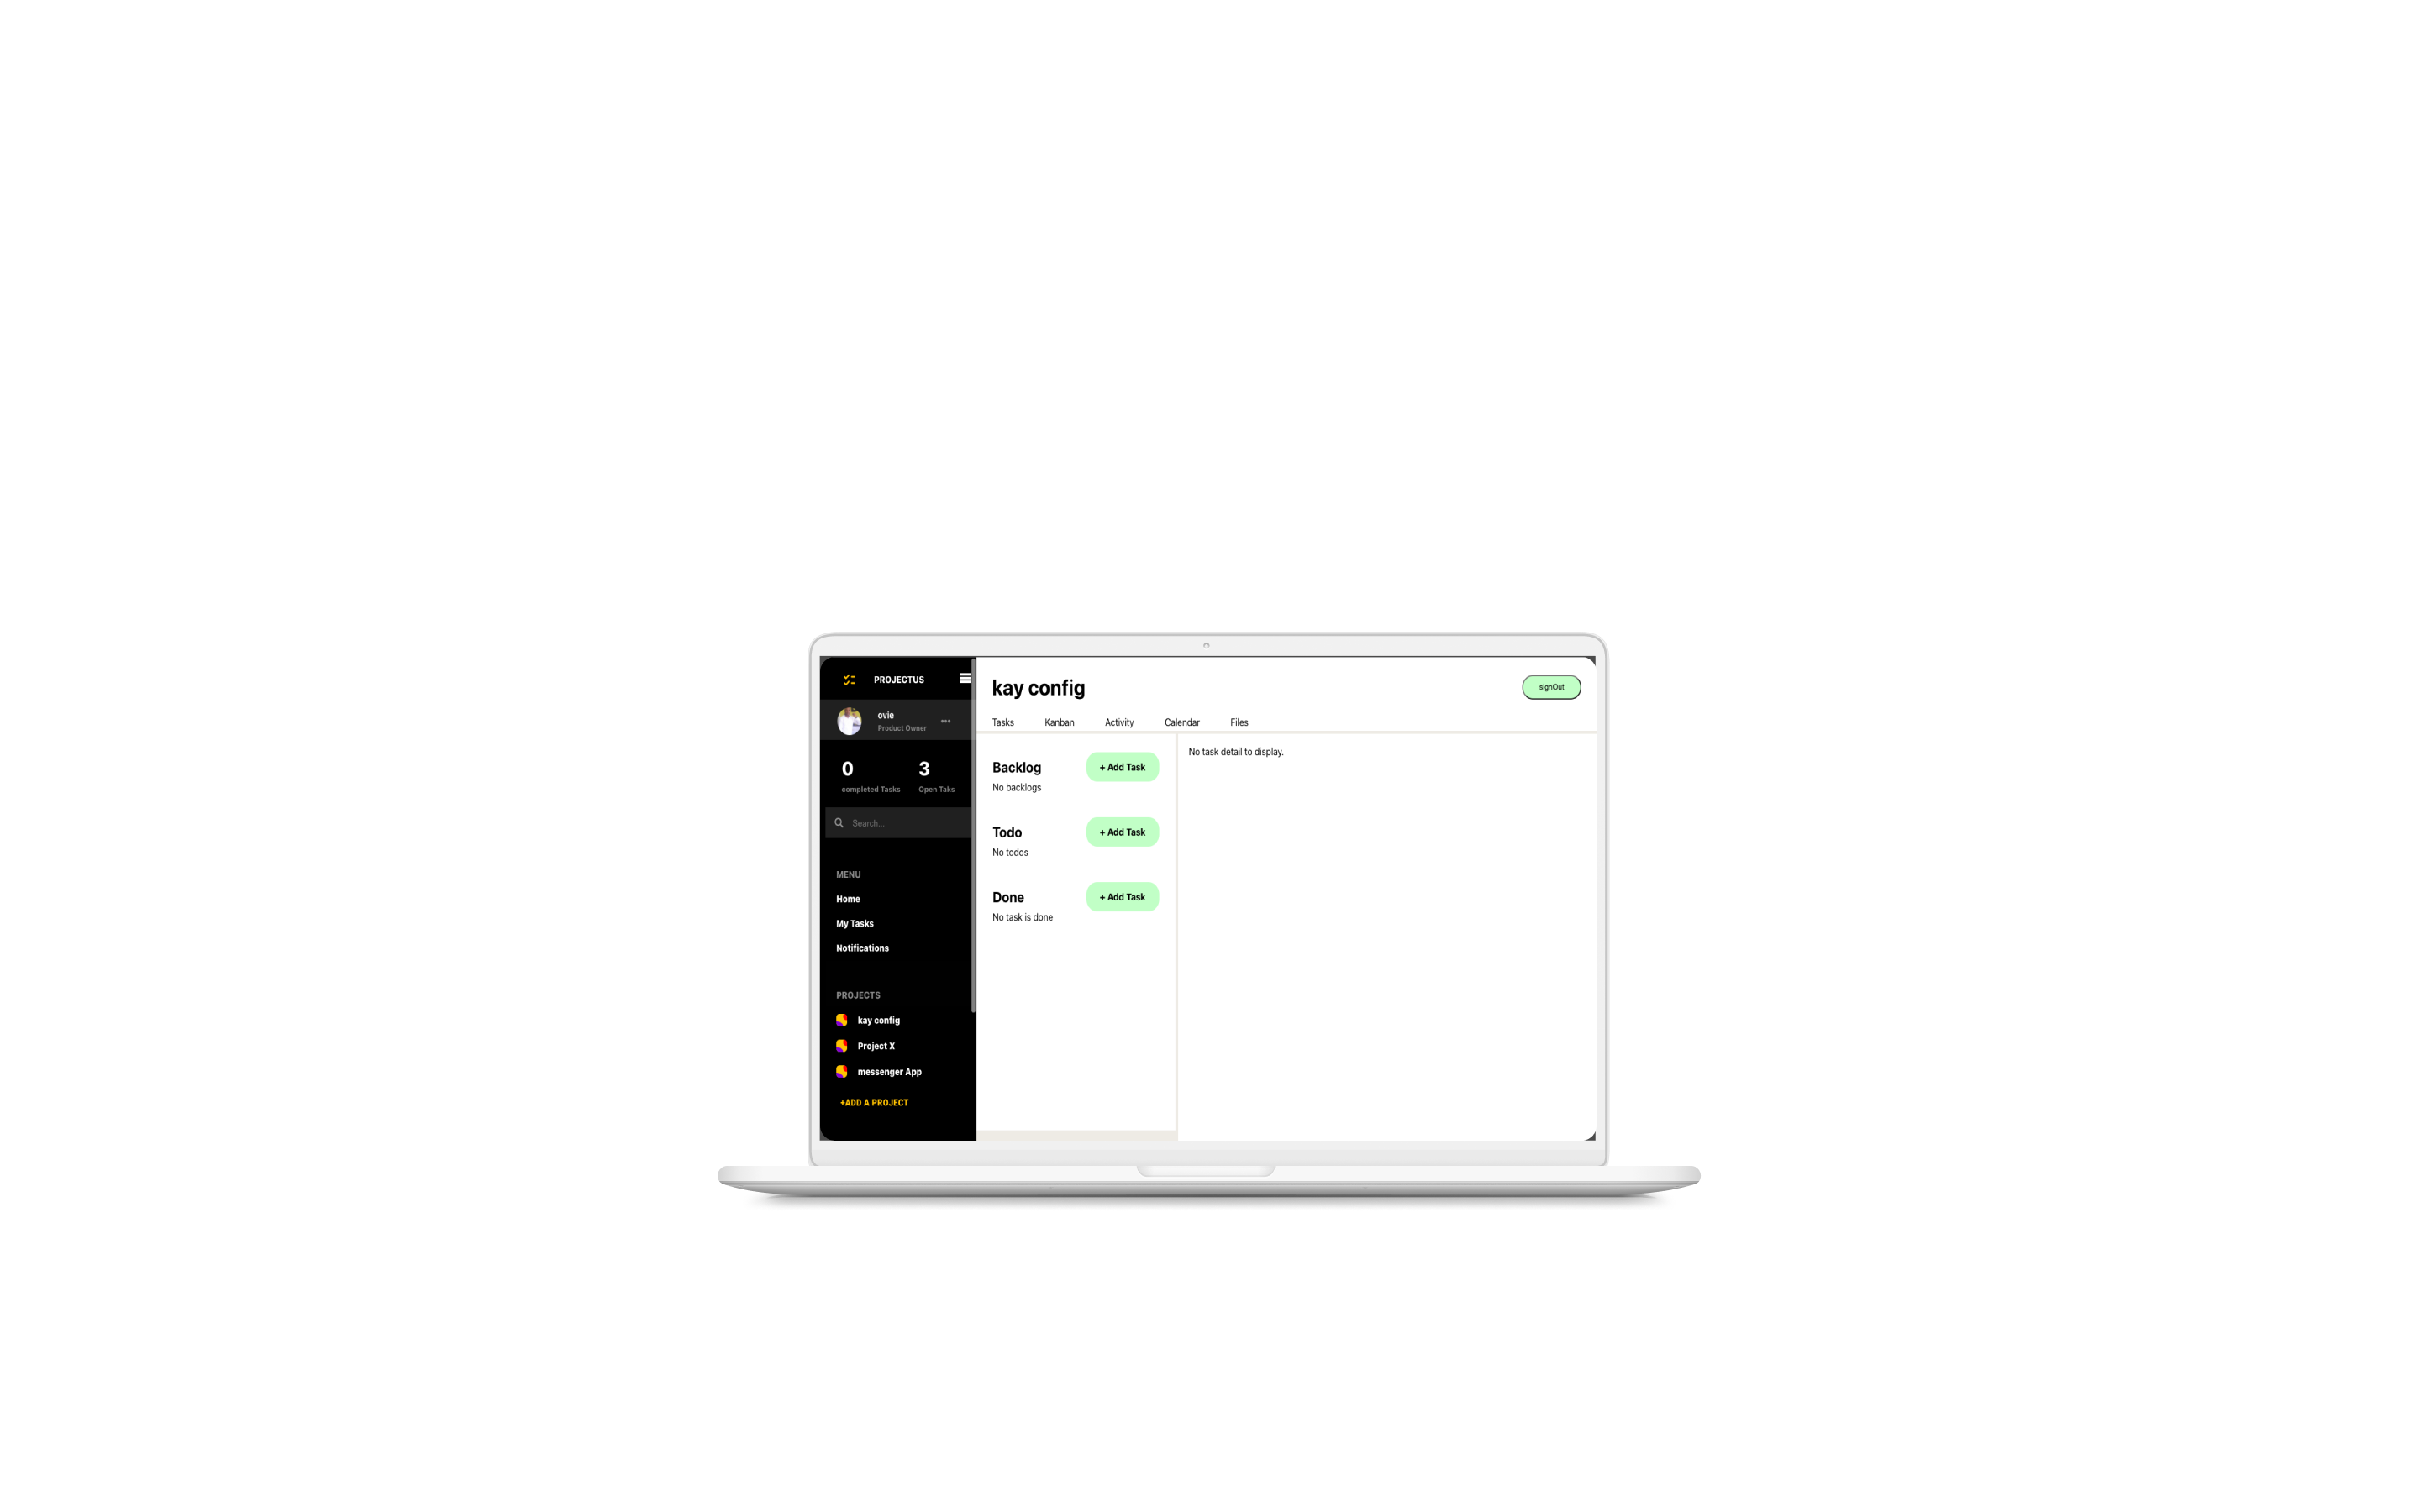 PROJECTUS
ovie
Product Owner
0
completed Tasks
3
Open Taks
Search...
MENU
Home
My Tasks
Notifications
PROJECTS
kay config
Project X
messenger App
+ADD A PROJECT
kay config
signOut
Tasks Kanban Activity Calendar Files
Backlog
+ Add Task
No backlogs
Todo
+ Add Task
No todos
Done
+ Add Task
No task is done
No task detail to display.